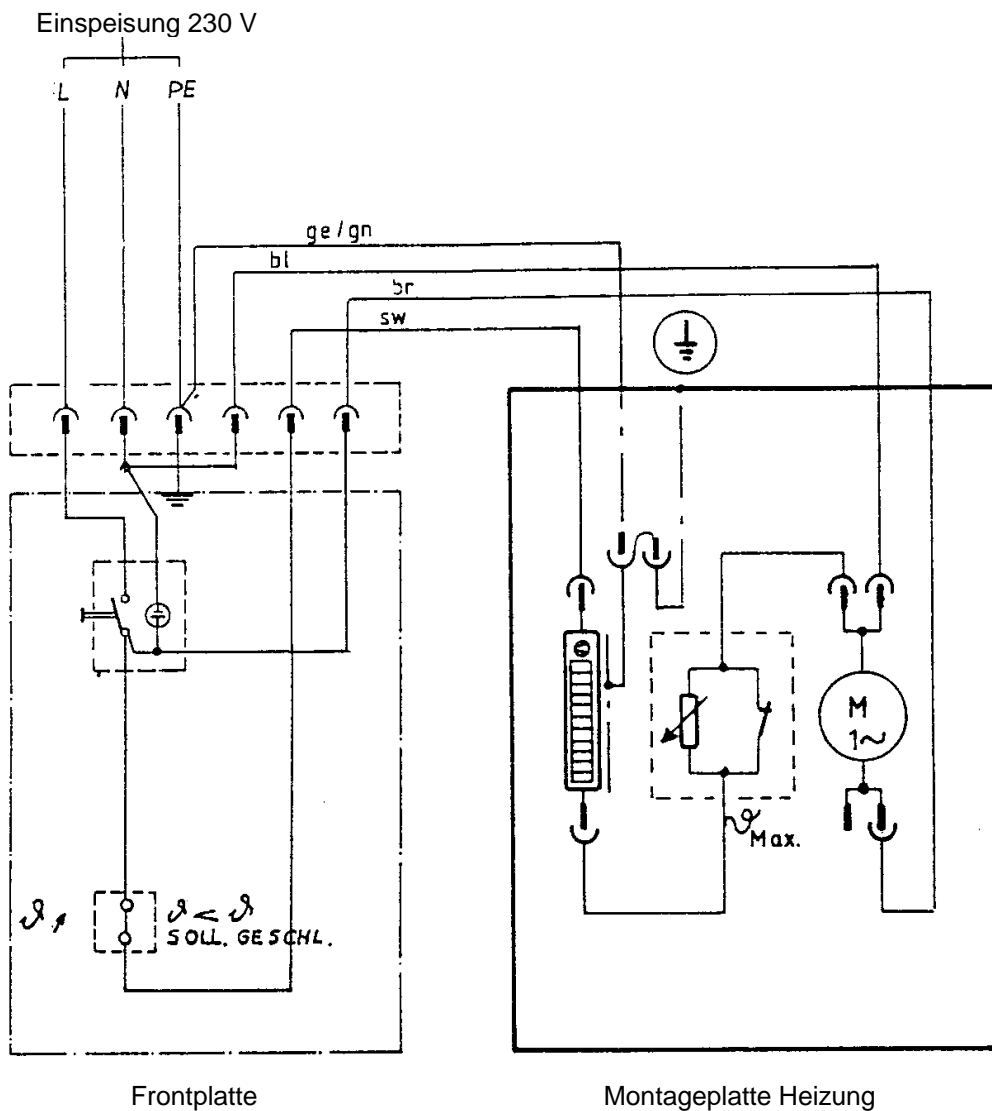 Einspeisung 230 V
L N PE
ge/gn
bl
br
sw
M
1~
ϑ Max.
ϑ ϑ < ϑ
SOLL. GESCHL.
Frontplatte Montageplatte Heizung